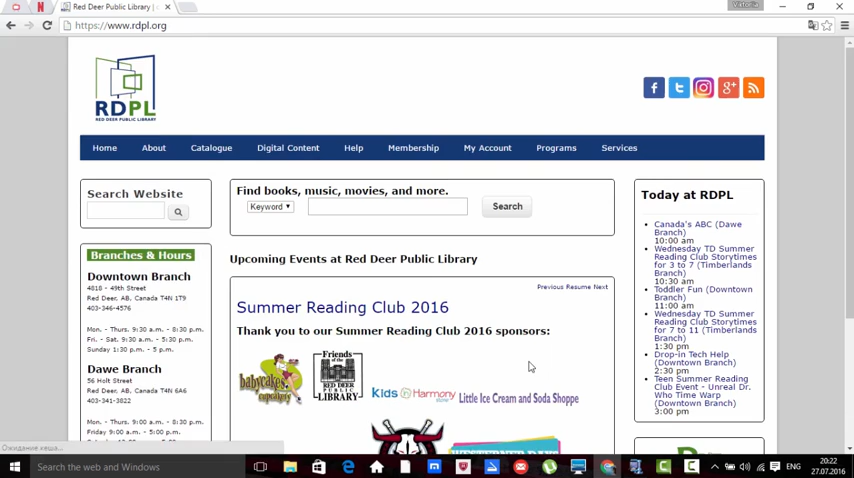 Red Deer Public Library |
Viktoria
https://www.rdpl.org
RDPL
RED DEER PUBLIC LIBRARY
Home About Catalogue Digital Content Help Membership My Account Programs Services
Search Website
Branches & Hours
Downtown Branch
4818 - 49th Street
Red Deer, AB, Canada T4N 1T9
403-346-4576
Mon. - Thurs. 9:30 a.m. - 8:30 p.m.
Fri. - Sat. 9:30 a.m. - 5:30 p.m.
Sunday 1:30 p.m. - 5 p.m.
Dawe Branch
56 Holt Street
Red Deer, AB, Canada T4N 6A6
403-341-3822
Mon. - Thurs. 9:00 a.m. - 8:30 p.m.
Friday 9:00 a.m. - 5:00 p.m.
Find books, music, movies, and more.
Keyword
Search
Upcoming Events at Red Deer Public Library
Previous Resume Next
Summer Reading Club 2016
Thank you to our Summer Reading Club 2016 sponsors:
babycakes
cupcakery
Friends
of the
RED DEER
PUBLIC
LIBRARY
Kids Harmony
Little Ice Cream and Soda Shoppe
Today at RDPL
Canada's ABC (Dawe
Branch)
10:00 am
Wednesday TD Summer
Reading Club Storytimes
for 3 to 7 (Timberlands
Branch)
10:30 am
Toddler Fun (Downtown
Branch)
11:00 am
Wednesday TD Summer
Reading Club Storytimes
for 7 to 11 (Timberlands
Branch)
1:30 pm
Drop-in Tech Help
(Downtown Branch)
2:30 pm
Teen Summer Reading
Club Event - Unreal Dr.
Who Time Warp
(Downtown Branch)
3:00 pm
Ожидание кеша...
Search the web and Windows
ENG
20:22
27.07.2016